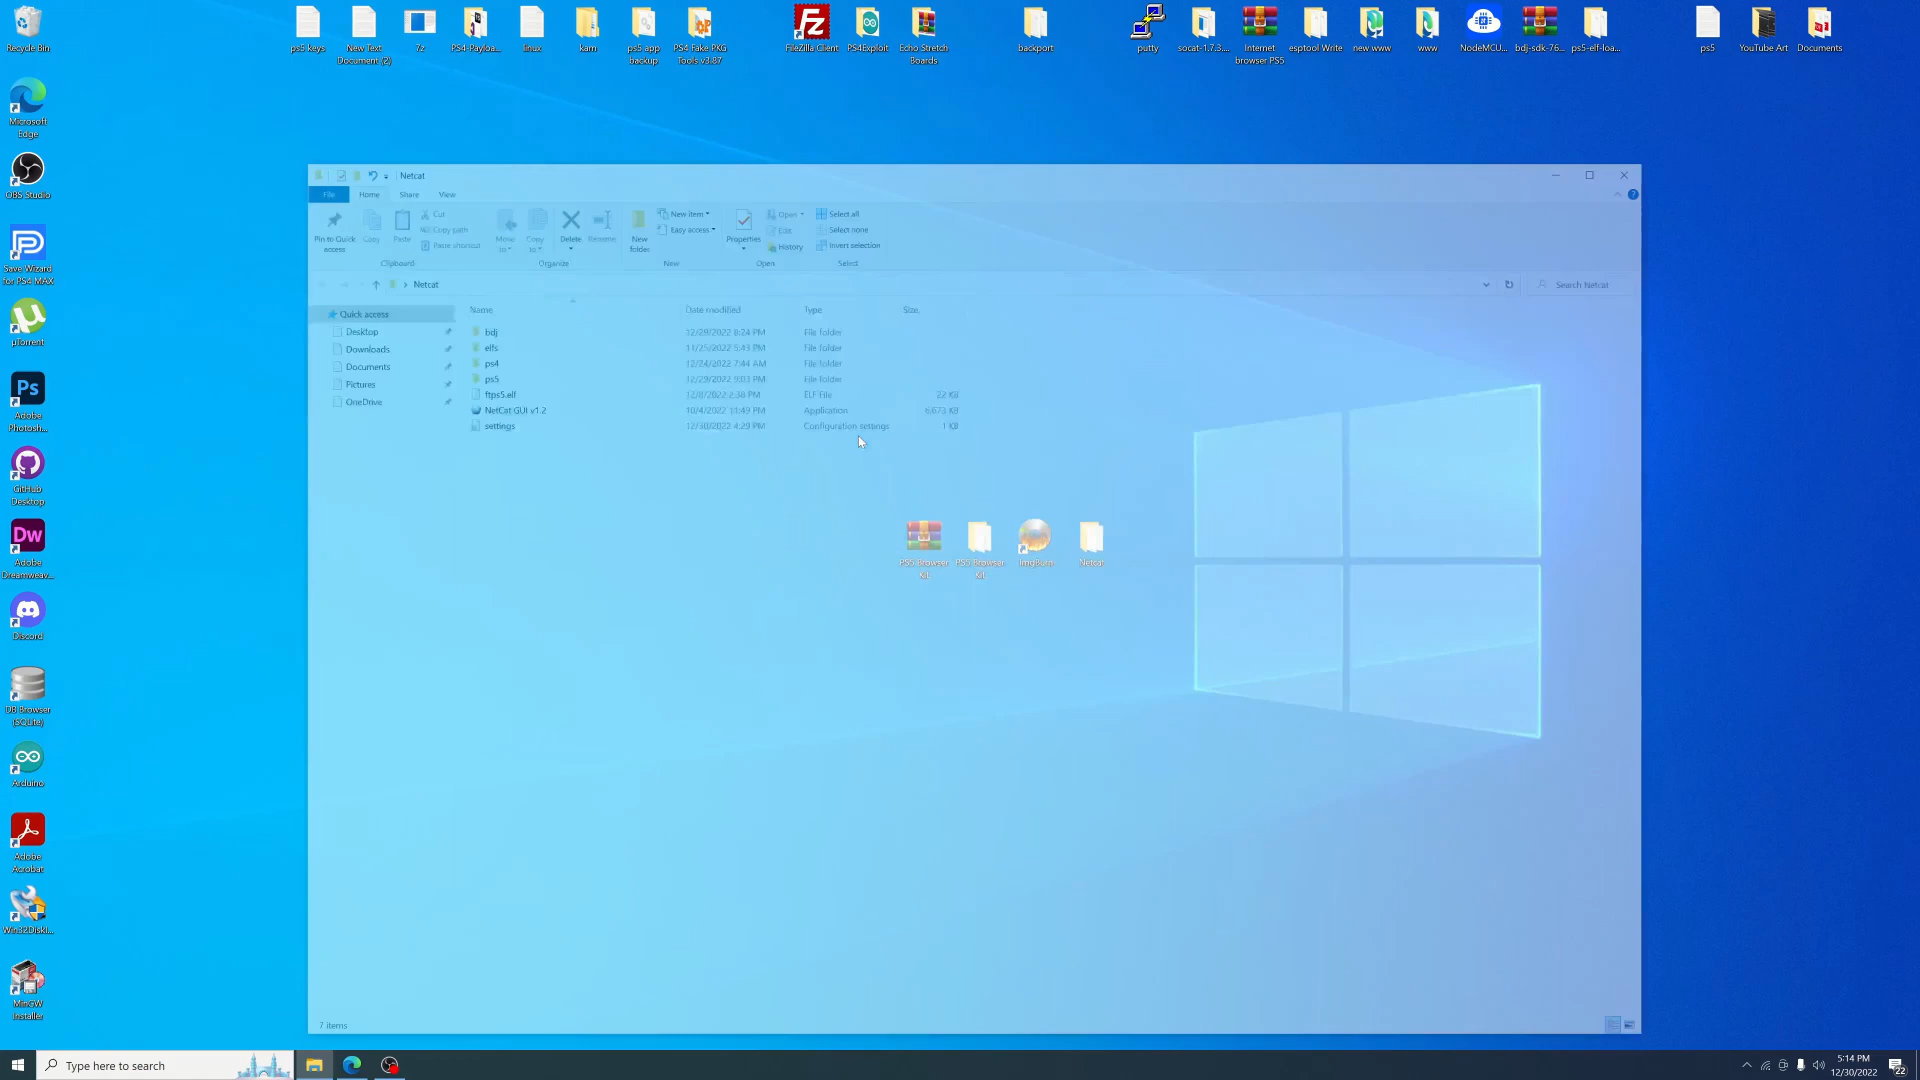 ps5 keys
New Text
Document (2)
7z
PS4-Payloa...
linux
kam
ps5 app
backup
PS4 Fake PKG
Tools v3.87
FileZilla Client
PS4Exploit
Echo Stretch
Boards
backport
putty
socat-1.7.3....
Internet
browser PS5
esptool Write
new www
www
NodeMCU...
bdj-sdk-76...
ps5-elf-loa...
ps5
YouTube Art
Documents
Recycle Bin
Microsoft
Edge
OBS Studio
Save Wizard
for PS4 MAX
µTorrent
Ps
Adobe
Photosh...
GitHub
Desktop
Dw
Adobe
Dreamweav...
Discord
DB Browser
(SQLite)
Arduino
Adobe
Acrobat
Win32DiskI...
MinGW
Installer
Netcat
File
Home
Share
View
Pin to Quick
access
Copy
Paste
Cut
Copy path
Paste shortcut
Clipboard
Move
to
Copy
to
Delete
Rename
Organize
New
folder
New item
Easy access
New
Properties
Open
Edit
History
Open
Select all
Select none
Invert selection
Select
Netcat
Search Netcat
Quick access
Desktop
Downloads
Documents
Pictures
OneDrive
Name Date modified Type Size
bdj 12/29/2022 8:24 PM File folder
elfs 11/25/2022 5:43 PM File folder
ps4 12/24/2022 7:44 AM File folder
ps5 12/29/2022 9:03 PM File folder
ftps5.elf 12/8/2022 2:38 PM ELF File 22 KB
NetCat GUI v1.2 10/4/2022 11:49 PM Application 6,673 KB
settings 12/30/2022 4:29 PM Configuration settings 1 KB
PS5 Browser
Kit
PS5 Browser
Kit
ImgBurn
Netcat
7 items
Type here to search
5:14 PM
12/30/2022
22